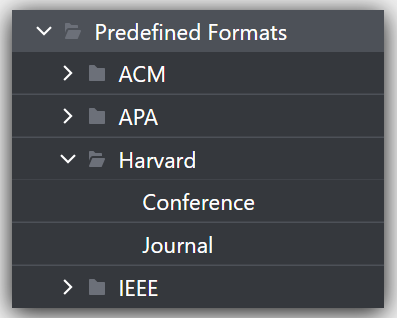 Predefined Formats
ACM
APA
Harvard
Conference
Journal
IEEE